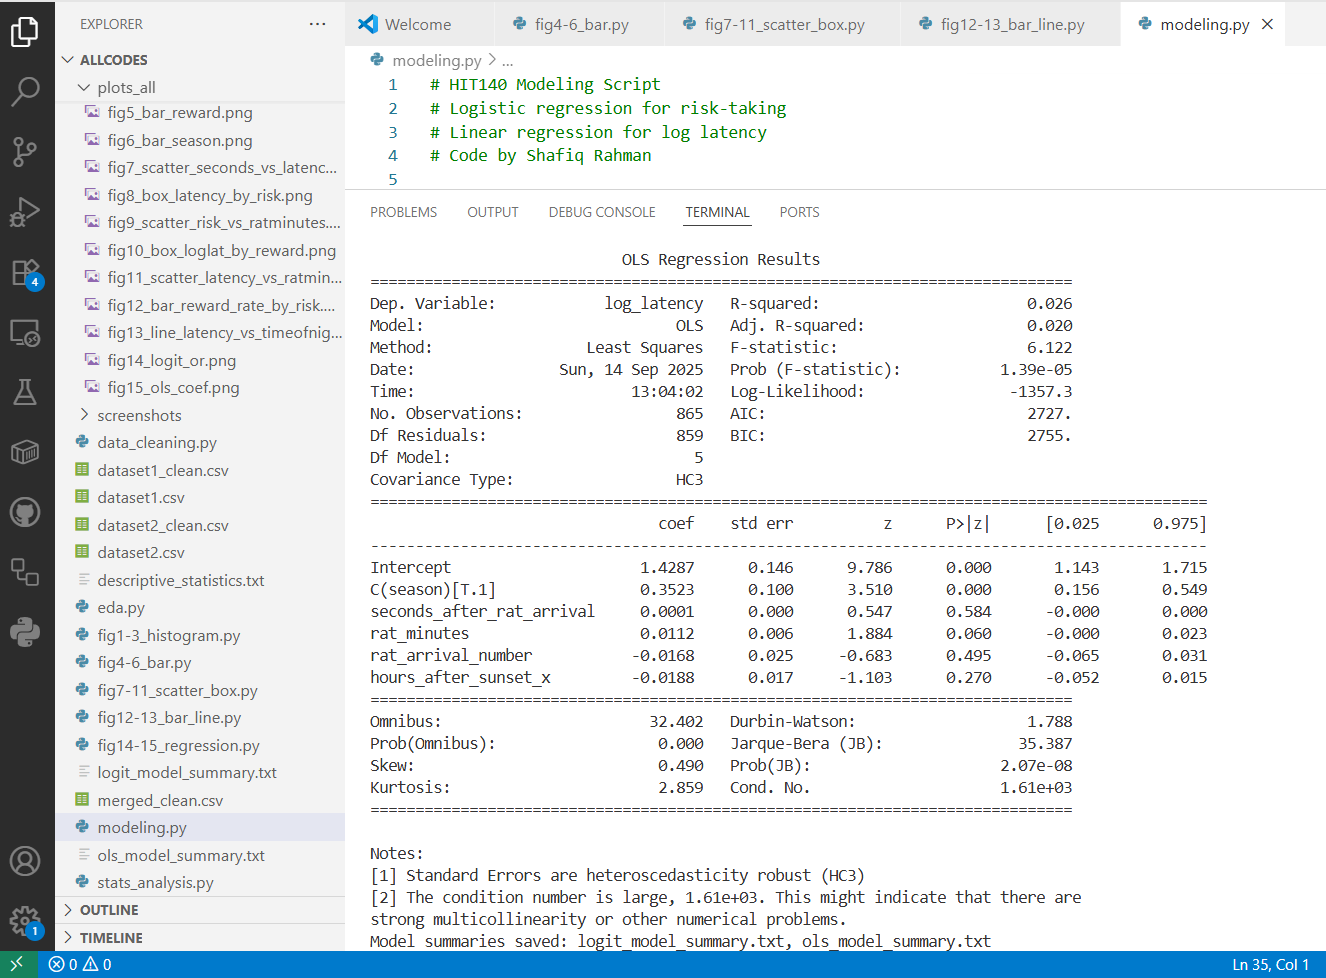 EXPLORER
...
ALLCODES
plots_all
fig5_bar_reward.png
fig6_bar_season.png
fig7_scatter_seconds_vs_latenc...
fig8_box_latency_by_risk.png
fig9_scatter_risk_vs_ratminutes....
fig10_box_loglat_by_reward.png
fig11_scatter_latency_vs_ratmin...
fig12_bar_reward_rate_by_risk....
fig13_line_latency_vs_timeofnig...
fig14_logit_or.png
fig15_ols_coef.png
screenshots
data_cleaning.py
dataset1_clean.csv
dataset1.csv
dataset2_clean.csv
dataset2.csv
descriptive_statistics.txt
eda.py
fig1-3_histogram.py
fig4-6_bar.py
fig7-11_scatter_box.py
fig12-13_bar_line.py
fig14-15_regression.py
logit_model_summary.txt
merged_clean.csv
modeling.py
ols_model_summary.txt
stats_analysis.py
OUTLINE
TIMELINE
4
1
Welcome fig4-6_bar.py fig7-11_scatter_box.py fig12-13_bar_line.py modeling.py
modeling.py > ...
1 # HIT140 Modeling Script
2 # Logistic regression for risk-taking
3 # Linear regression for log latency
4 # Code by Shafiq Rahman
5
PROBLEMS OUTPUT DEBUG CONSOLE TERMINAL PORTS
OLS Regression Results
==============================================================================
Dep. Variable: log_latency R-squared: 0.026
Model: OLS Adj. R-squared: 0.020
Method: Least Squares F-statistic: 6.122
Date: Sun, 14 Sep 2025 Prob (F-statistic): 1.39e-05
Time: 13:04:02 Log-Likelihood: -1357.3
No. Observations: 865 AIC: 2727.
Df Residuals: 859 BIC: 2755.
Df Model: 5
Covariance Type: HC3
=============================================================================================
coef std err z P>|z| [0.025 0.975]
---------------------------------------------------------------------------------------------
Intercept 1.4287 0.146 9.786 0.000 1.143 1.715
C(season)[T.1] 0.3523 0.100 3.510 0.000 0.156 0.549
seconds_after_rat_arrival 0.0001 0.000 0.547 0.584 -0.000 0.000
rat_minutes 0.0112 0.006 1.884 0.060 -0.000 0.023
rat_arrival_number -0.0168 0.025 -0.683 0.495 -0.065 0.031
hours_after_sunset_x -0.0188 0.017 -1.103 0.270 -0.052 0.015
==============================================================================
Omnibus: 32.402 Durbin-Watson: 1.788
Prob(Omnibus): 0.000 Jarque-Bera (JB): 35.387
Skew: 0.490 Prob(JB): 2.07e-08
Kurtosis: 2.859 Cond. No. 1.61e+03
==============================================================================
Notes:
[1] Standard Errors are heteroscedasticity robust (HC3)
[2] The condition number is large, 1.61e+03. This might indicate that there are
strong multicollinearity or other numerical problems.
Model summaries saved: logit_model_summary.txt, ols_model_summary.txt
0 0
Ln 35, Col 1